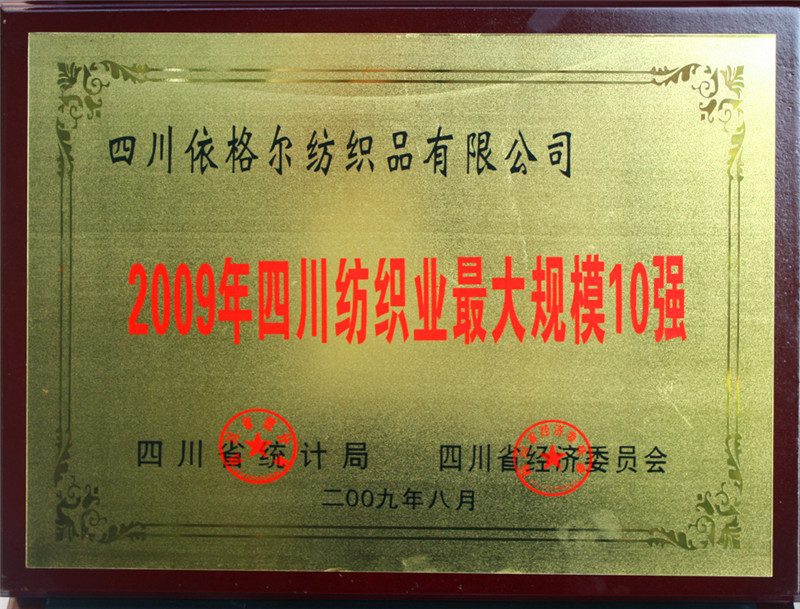 四川依格尔纺织品有限公司
2009年四川纺织业最大规模10强
四川省统计局 四川省经济委员会
二00九年八月